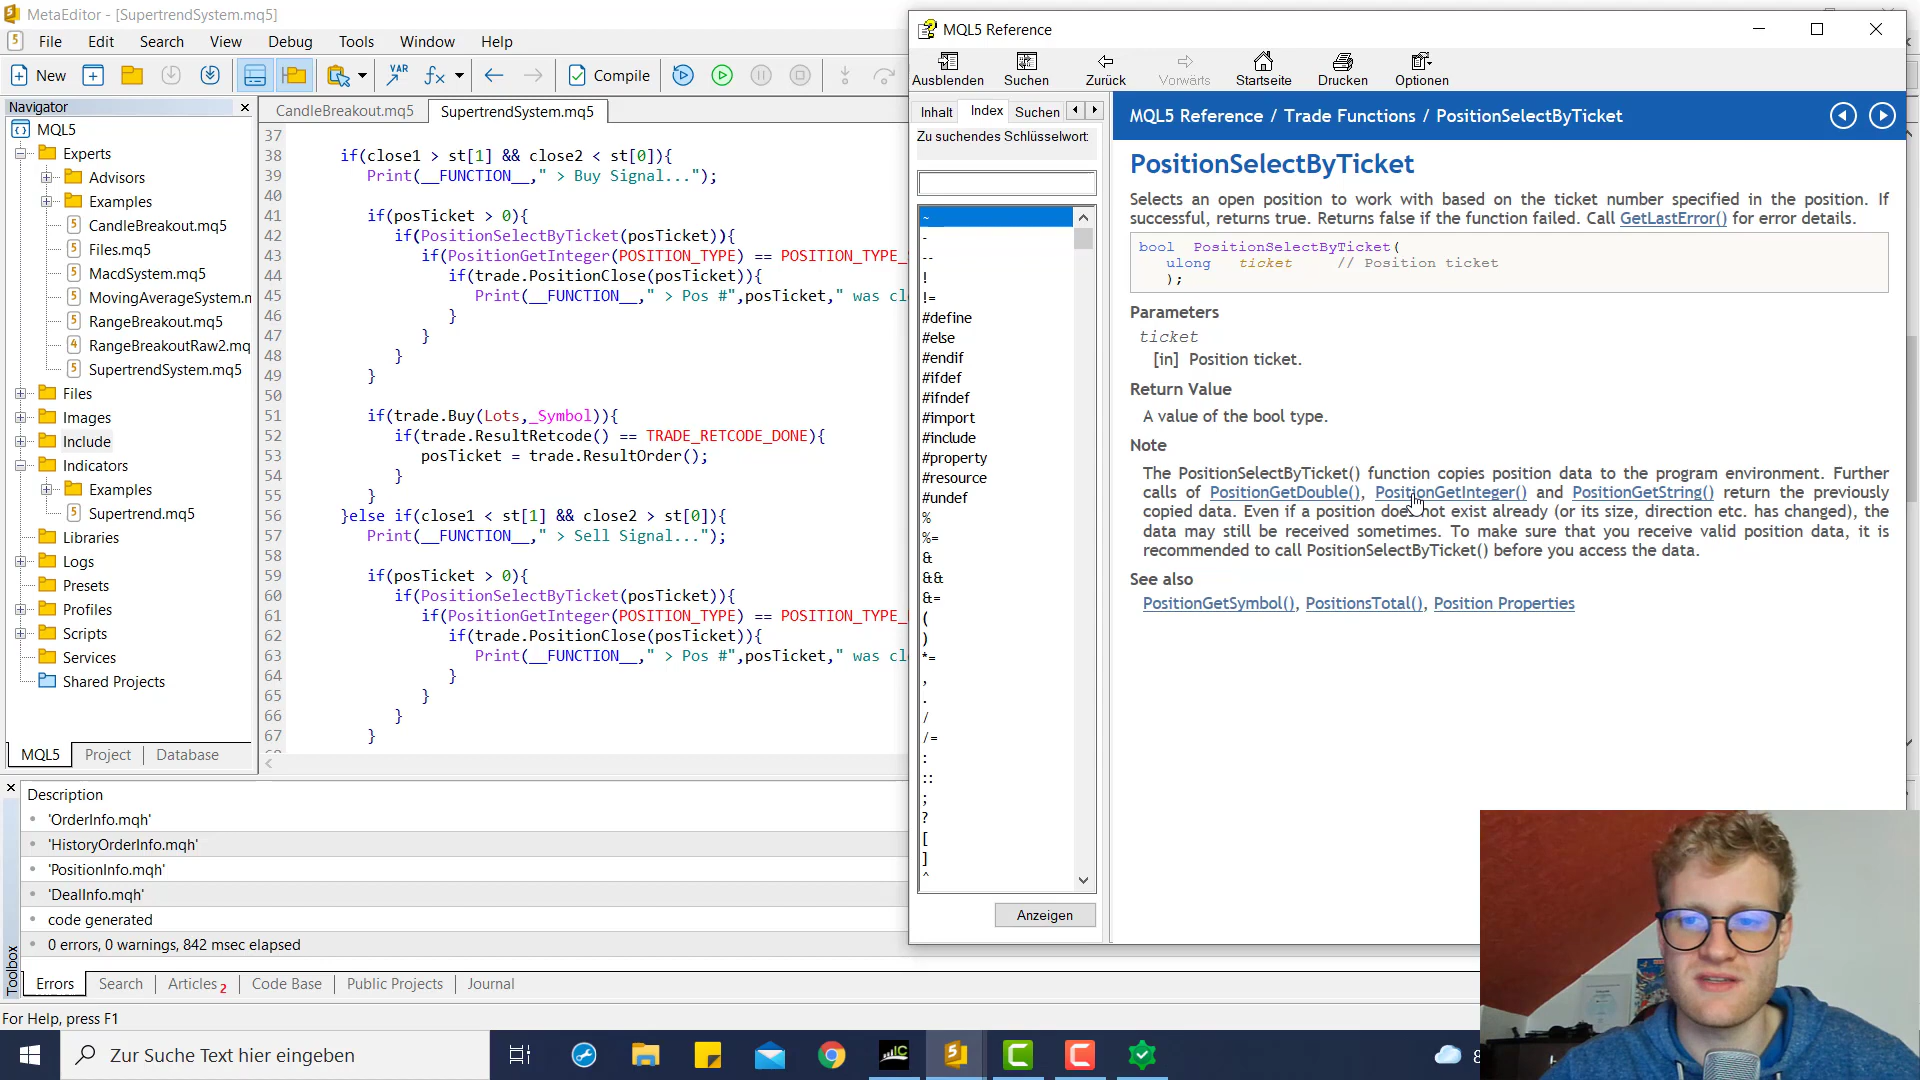 MetaEditor - [SupertrendSystem.mq5]
File Edit Search View Debug Tools Window Help
New VAR Compile
Navigator
MQL5
Experts
Advisors
Examples
CandleBreakout.mq5
Files.mq5
MacdSystem.mq5
MovingAverageSystem.m
RangeBreakout.mq5
RangeBreakoutRaw2.mq
SupertrendSystem.mq5
Files
Images
Include
Indicators
Examples
Supertrend.mq5
Libraries
Logs
Presets
Profiles
Scripts
Services
Shared Projects
MQL5 Project Database
CandleBreakout.mq5 SupertrendSystem.mq5
37
38 if(close1 > st[1] && close2 < st[0]){
39 Print(__FUNCTION__," > Buy Signal...");
40
41 if(posTicket > 0){
42 if(PositionSelectByTicket(posTicket)){
43 if(PositionGetInteger(POSITION_TYPE) == POSITION_TYPE_
44 if(trade.PositionClose(posTicket)){
45 Print(__FUNCTION__," > Pos #",posTicket," was cl
46 }
47 }
48 }
49 }
50
51 if(trade.Buy(Lots,_Symbol)){
52 if(trade.ResultRetcode() == TRADE_RETCODE_DONE){
53 posTicket = trade.ResultOrder();
54 }
55 }
56 }else if(close1 < st[1] && close2 > st[0]){
57 Print(__FUNCTION__," > Sell Signal...");
58
59 if(posTicket > 0){
60 if(PositionSelectByTicket(posTicket)){
61 if(PositionGetInteger(POSITION_TYPE) == POSITION_TYPE_
62 if(trade.PositionClose(posTicket)){
63 Print(__FUNCTION__," > Pos #",posTicket," was cl
64 }
65 }
66 }
67 }
MQL5 Reference
Ausblenden Suchen Zurück Vorwärts Startseite Drucken Optionen
Inhalt Index Suchen
Zu suchendes Schlüsselwort
~
-
--
!
!=
#define
#else
#endif
#ifdef
#ifndef
#import
#include
#property
#resource
#undef
%
%=
&
&&
&=
(
)
*=
,
.
/
/=
:
::
;
?
[
]
^
Anzeigen
MQL5 Reference / Trade Functions / PositionSelectByTicket
PositionSelectByTicket
Selects an open position to work with based on the ticket number specified in the position. If
successful, returns true. Returns false if the function failed. Call GetLastError() for error details.
bool PositionSelectByTicket(
ulong ticket // Position ticket
);
Parameters
ticket
[in] Position ticket.
Return Value
A value of the bool type.
Note
The PositionSelectByTicket() function copies position data to the program environment. Further
calls of PositionGetDouble(), PositionGetInteger() and PositionGetString() return the previously
copied data. Even if a position does not exist already (or its size, direction etc. has changed), the
data may still be received sometimes. To make sure that you receive valid position data, it is
recommended to call PositionSelectByTicket() before you access the data.
See also
PositionGetSymbol(), PositionsTotal(), Position Properties
Description
'OrderInfo.mqh'
'HistoryOrderInfo.mqh'
'PositionInfo.mqh'
'DealInfo.mqh'
code generated
0 errors, 0 warnings, 842 msec elapsed
Toolbox
Errors Search Articles 2 Code Base Public Projects Journal
For Help, press F1
Zur Suche Text hier eingeben